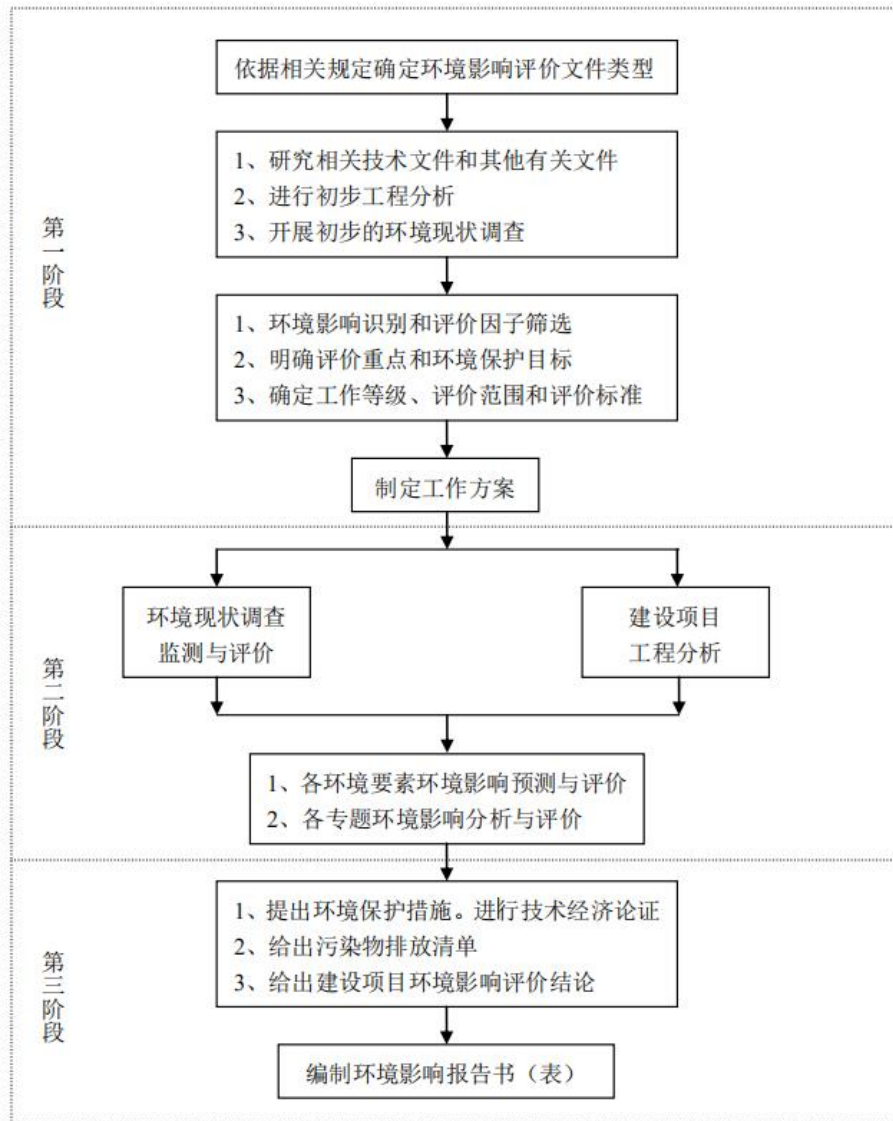 依据相关规定确定环境影响评价文件类型
1、研究相关技术文件和其他有关文件
2、进行初步工程分析
3、开展初步的环境现状调查
第一阶段
1、环境影响识别和评价因子筛选
2、明确评价重点和环境保护目标
3、确定工作等级、评价范围和评价标准
制定工作方案
第二阶段
环境现状调查
监测与评价
建设项目
工程分析
1、各环境要素环境影响预测与评价
2、各专题环境影响分析与评价
第三阶段
1、提出环境保护措施。进行技术经济论证
2、给出污染物排放清单
3、给出建设项目环境影响评价结论
编制环境影响报告书（表）